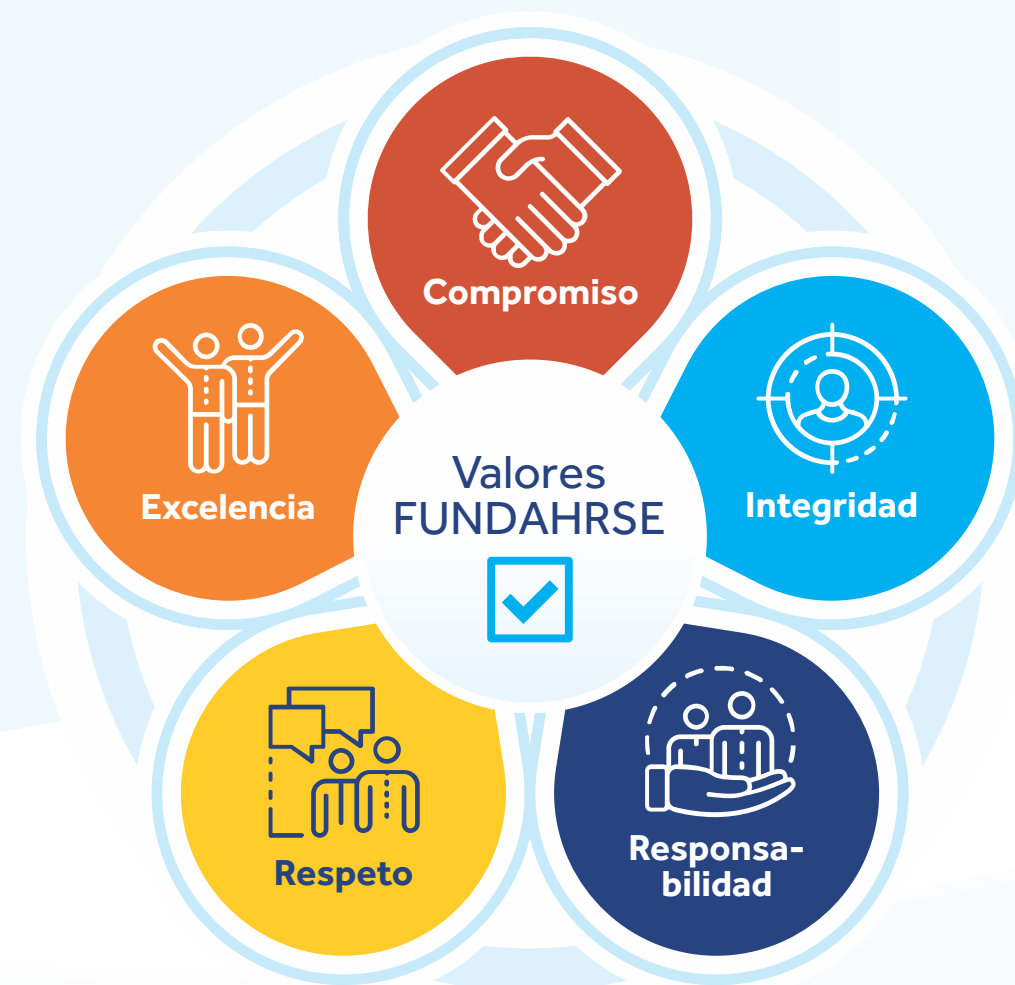 Compromiso
Excelencia
Integridad
Valores
FUNDAHRSE
Respeto
Responsa-
bilidad